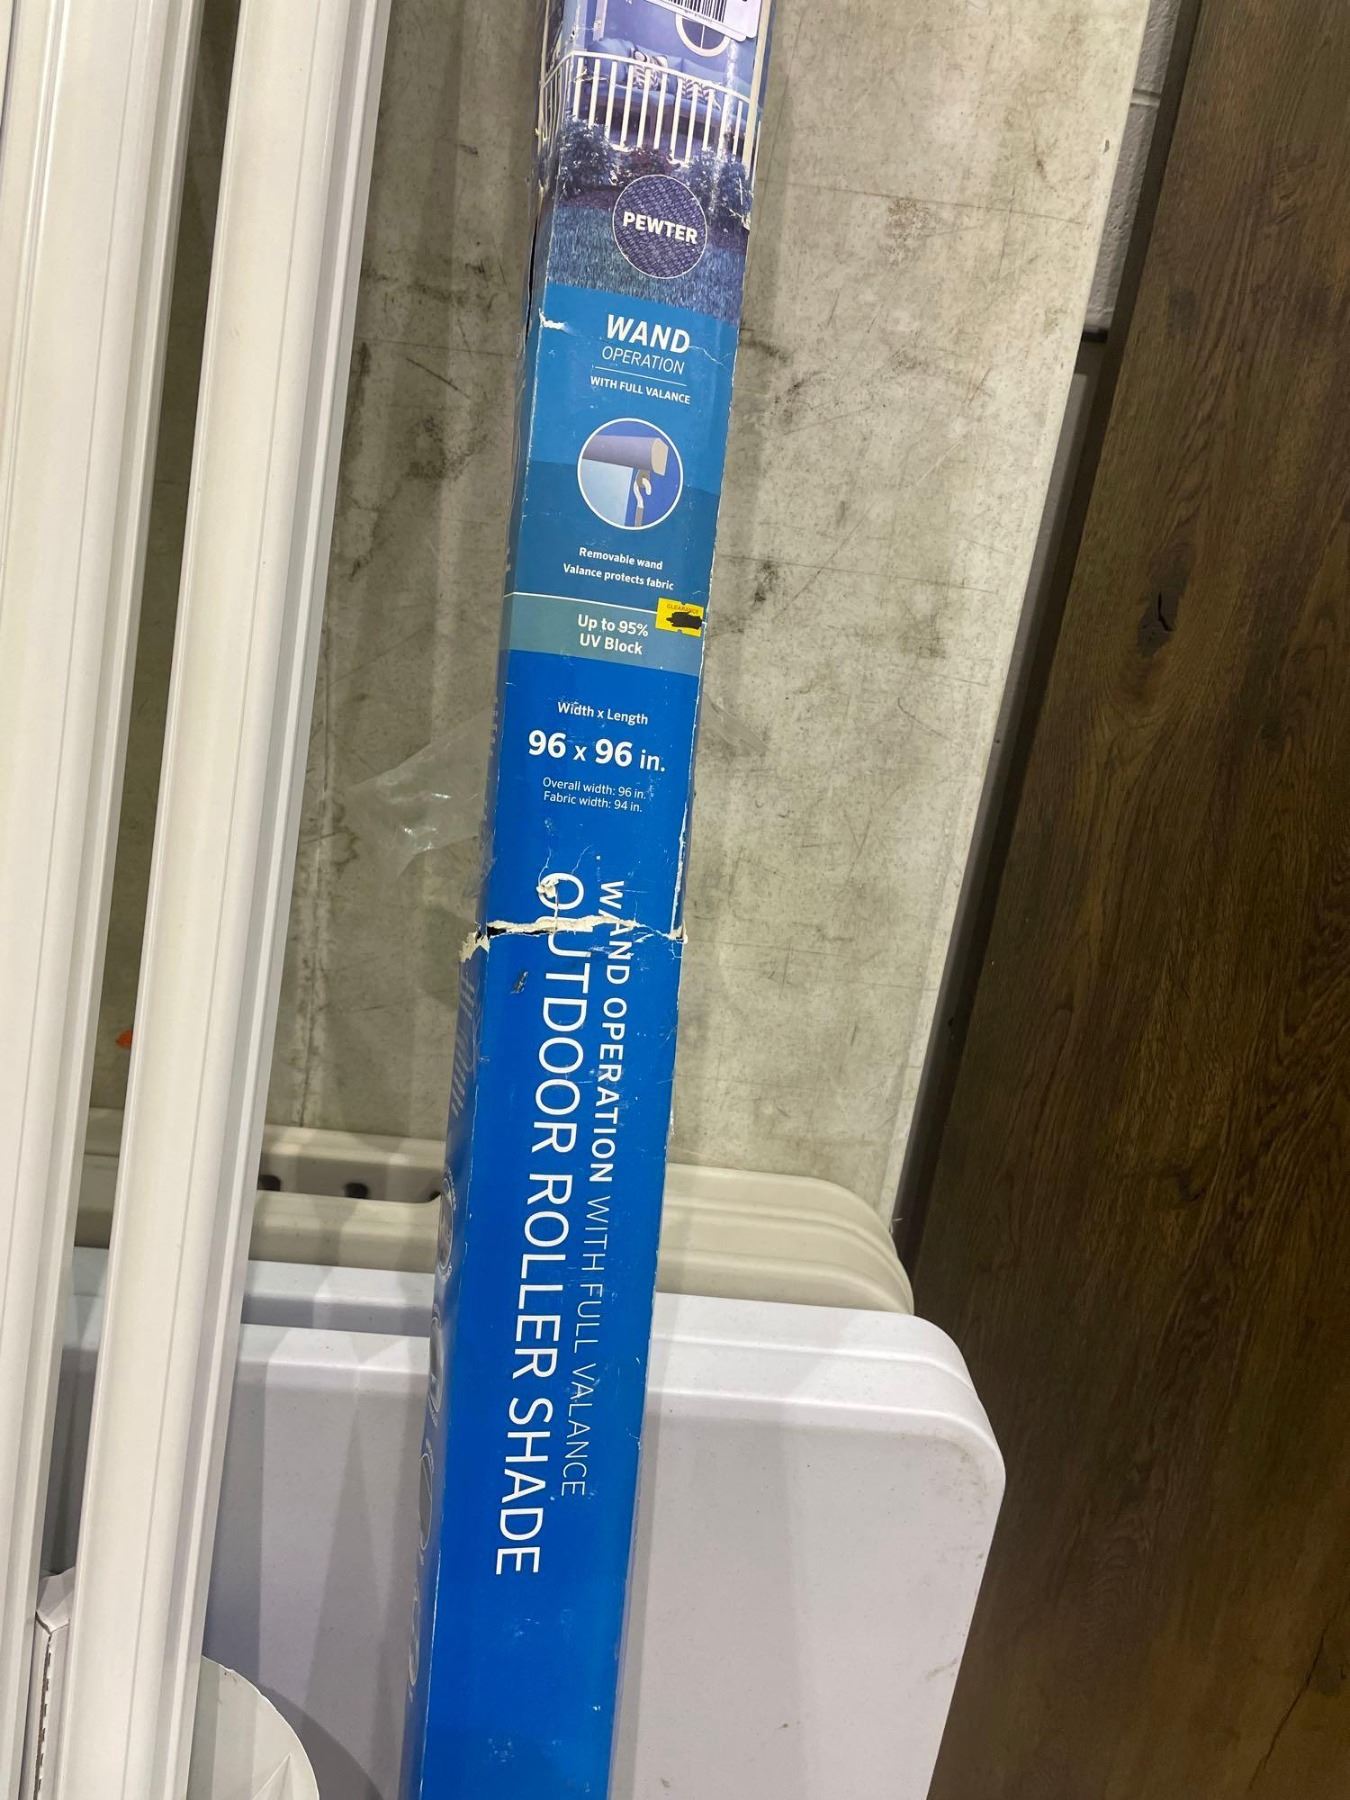 PEWTER
WAND
OPERATION
WITH FULL VALANCE
Removable wand
Valance protects fabric
CLEARANCE
Up to 95%
UV Block
Width x Length
96 x 96 in.
Overall width: 96 in.
Fabric width: 94 in.
WAND OPERATION WITH FULL VALANCE
OUTDOOR ROLLER SHADE